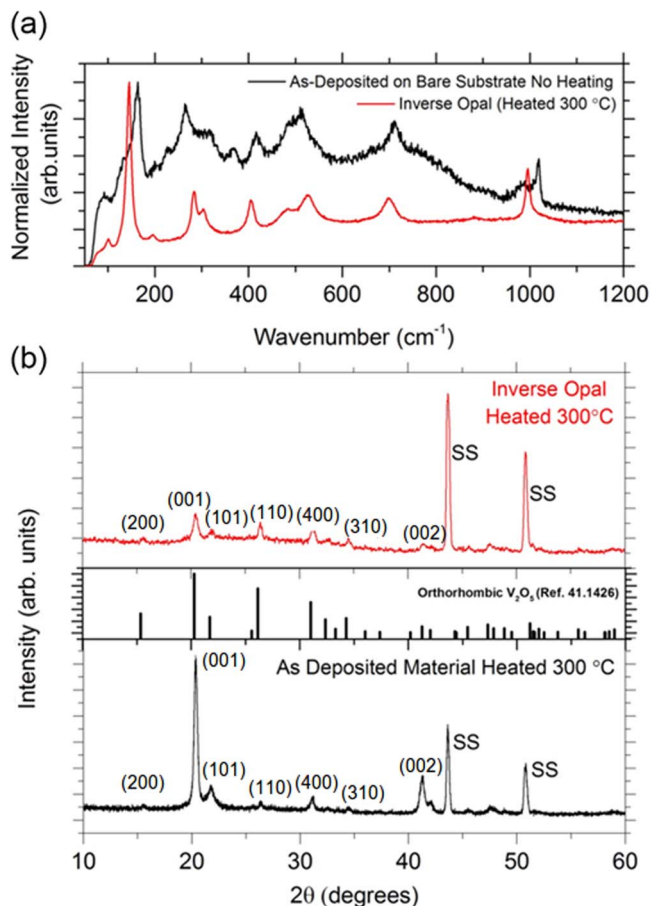 (a)
Normalized Intensity
(arb.units)
As-Deposited on Bare Substrate No Heating
Inverse Opal (Heated 300 °C)
200 400 600 800 1000 1200
Wavenumber (cm⁻¹)
(b)
Intensity (arb. units)
Inverse Opal
Heated 300°C
SS
SS
(200)
(001)
(101)
(110)
(400)
(310)
(002)
Orthorhombic V₂O₅ (Ref. 41.1426)
As Deposited Material Heated 300 °C
(001)
(200)
(101)
(110)
(400)
(310)
(002)
SS
SS
10 20 30 40 50 60
2θ (degrees)